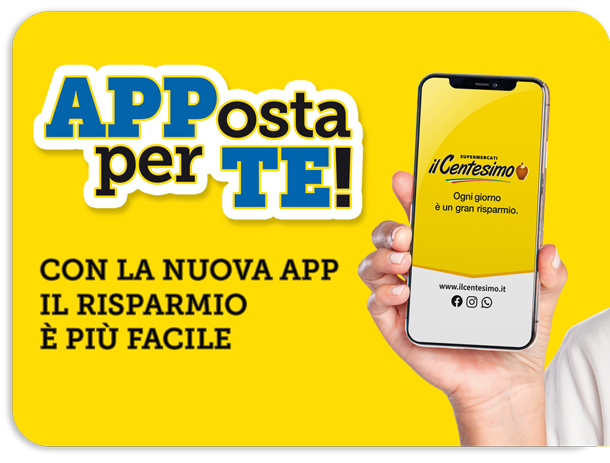 APPosta
per TE!
CON LA NUOVA APP
IL RISPARMIO
È PIÙ FACILE
SUPERMERCATI
il Centesimo
Ogni giorno
è un gran risparmio.
www.ilcentesimo.it